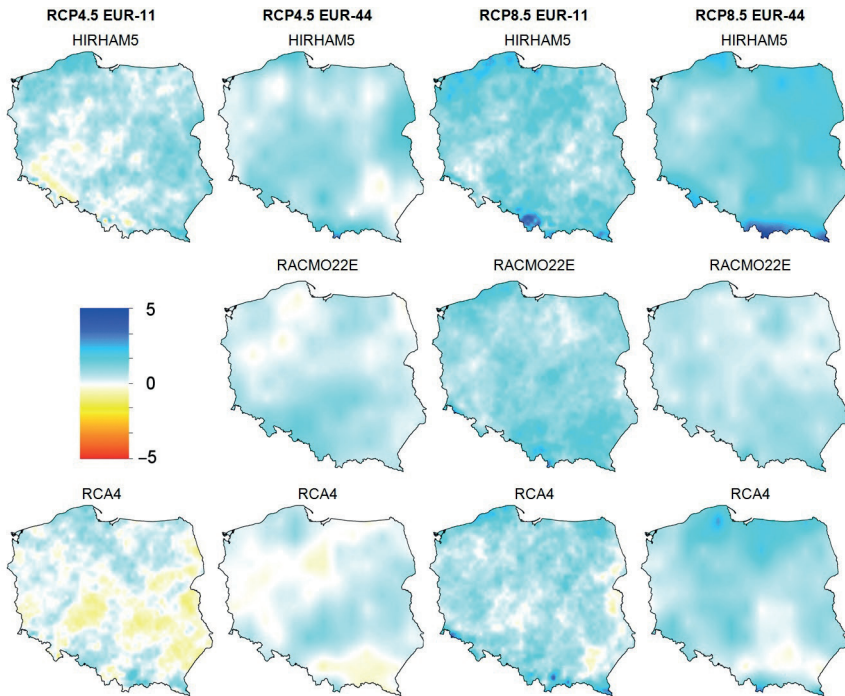 RCP4.5 EUR-11 RCP4.5 EUR-44 RCP8.5 EUR-11 RCP8.5 EUR-44
HIRHAM5 HIRHAM5 HIRHAM5 HIRHAM5
RACMO22E RACMO22E RACMO22E
5
0
−5
RCA4 RCA4 RCA4 RCA4